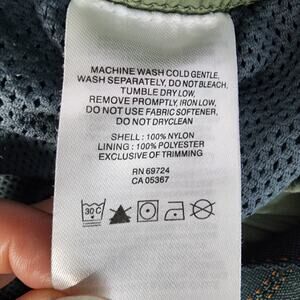 MACHINE WASH COLD GENTLE,
WASH SEPARATELY, DO NOT BLEACH,
TUMBLE DRY LOW,
REMOVE PROMPTLY, IRON LOW,
DO NOT USE FABRIC SOFTENER,
DO NOT DRYCLEAN
SHELL : 100% NYLON
LINING : 100% POLYESTER
EXCLUSIVE OF TRIMMING
RN 69724
CA 05367
30 C